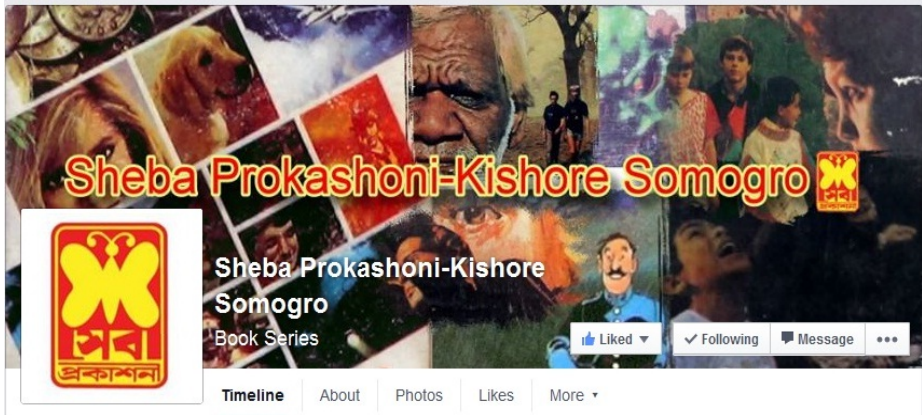 Sheba Prokashoni-Kishore Somogro
সেবা
প্রকাশনী
সেবা
প্রকাশনী
Sheba Prokashoni-Kishore
Somogro
Book Series
Liked
Following
Message
Timeline
About
Photos
Likes
More